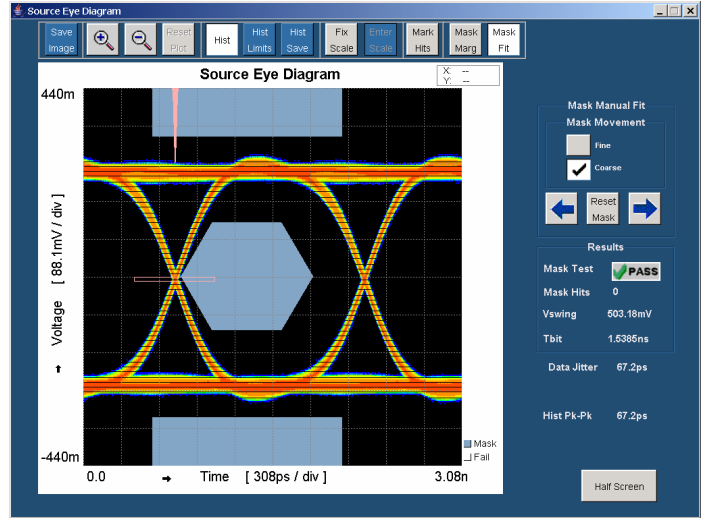 Source Eye Diagram
Save Image
Reset Plot
Hist
Hist Limits
Hist Save
Fix Scale
Enter Scale
Mark Hits
Mask Marg
Mask Fit
Source Eye Diagram
X: --
Y: --
440m
Voltage [ 88.1mV / div ]
-440m
0.0
Time [ 308ps / div ]
3.08n
Mask
Fail
Mask Manual Fit
Mask Movement
Fine
Coarse
Reset Mask
Results
Mask Test PASS
Mask Hits 0
Vswing 503.18mV
Tbit 1.5385ns
Data Jitter 67.2ps
Hist Pk-Pk 67.2ps
Half Screen